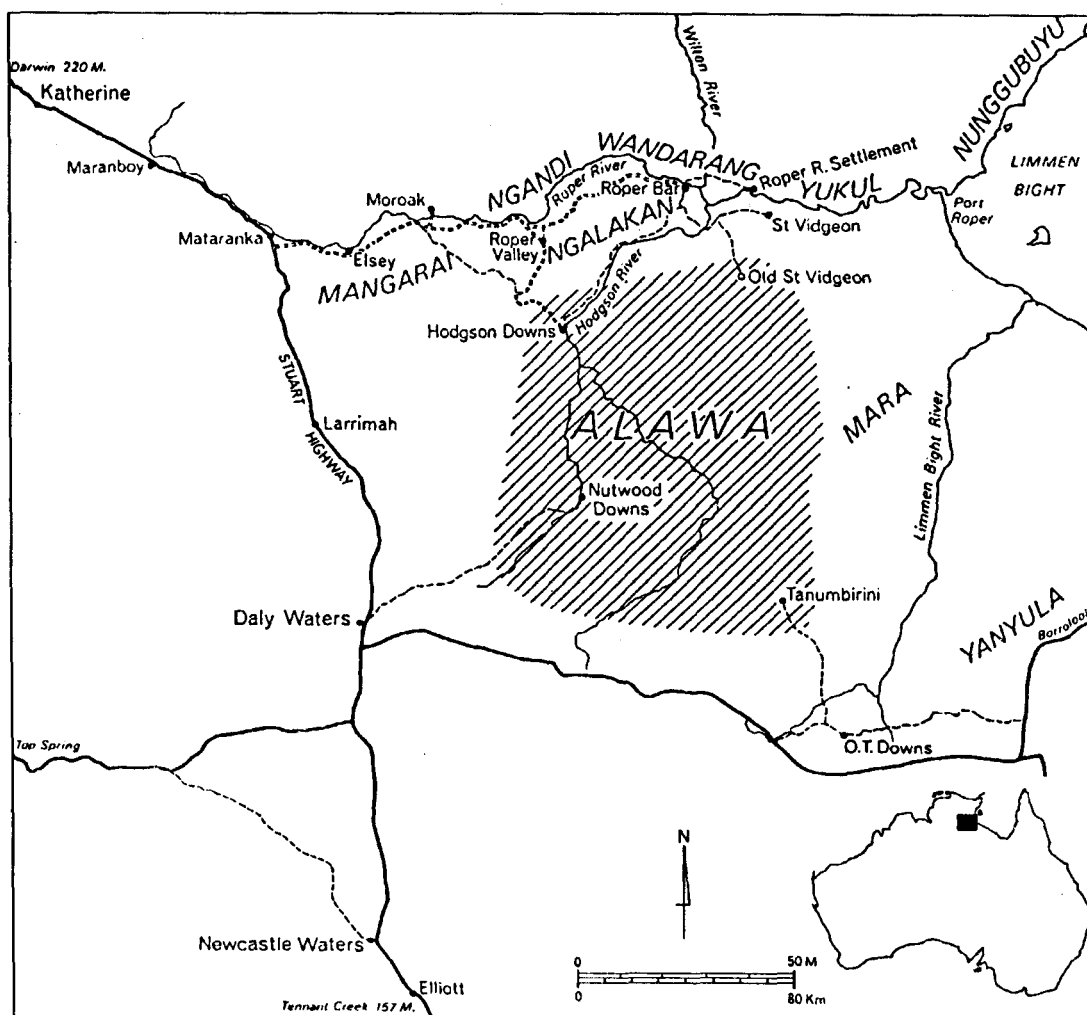 Darwin 220 M.
Katherine
Maranboy
Wilton River
NUNGGUBUYU
LIMMEN
BIGHT
WANDARANG
NGANDI
Roper River
Roper Bar
Roper R. Settlement
YUKUL
Port
Roper
Moroak
Mataranka
Elsey
Roper
Valley
NGALAKAN
St Vidgeon
MANGARAI
Old St Vidgeon
Hodgson River
Hodgson Downs
STUART
HIGHWAY
Larrimah
ALAWA
MARA
Limmen Bight River
Nutwood
Downs
Daly Waters
Tanumbirini
YANYULA
Borroloola
Top Spring
O.T. Downs
N
Newcastle Waters
Elliott
Tennant Creek 157 M.
0 50 M
0 80 Km